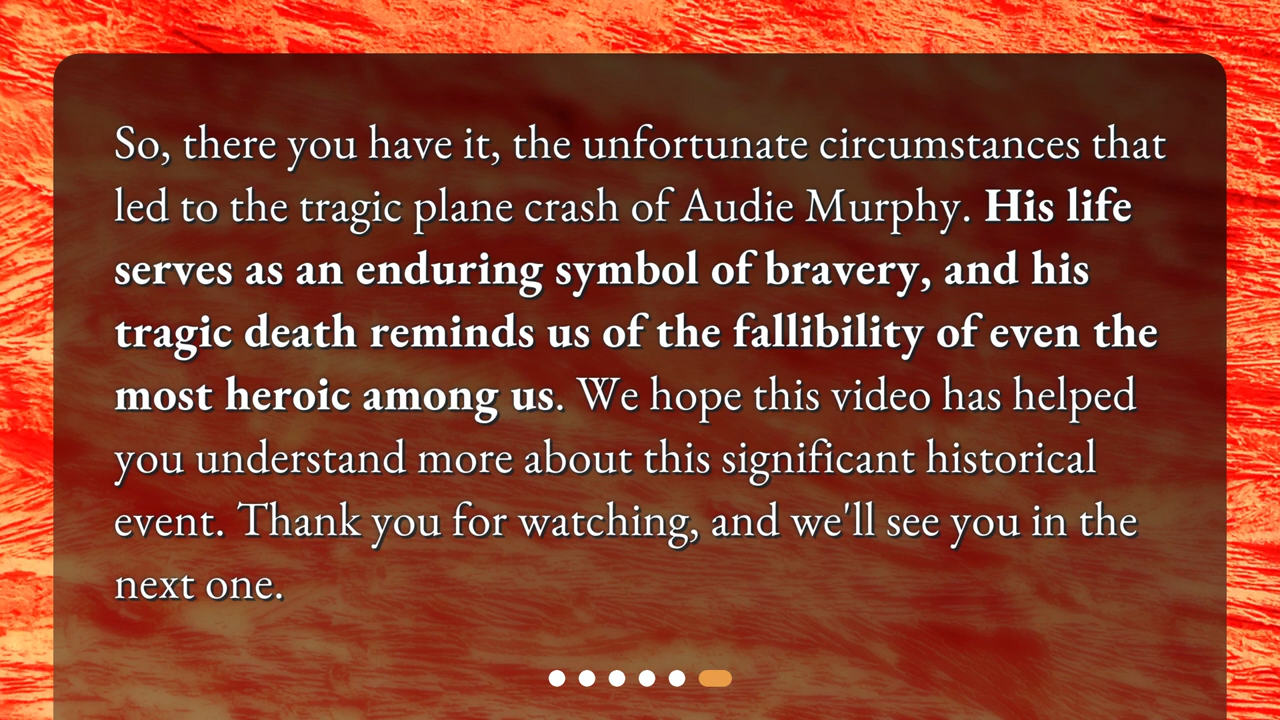 So, there you have it, the unfortunate circumstances that
led to the tragic plane crash of Audie Murphy. His life
serves as an enduring symbol of bravery, and his
tragic death reminds us of the fallibility of even the
most heroic among us. We hope this video has helped
you understand more about this significant historical
event. Thank you for watching, and we'll see you in the
next one.